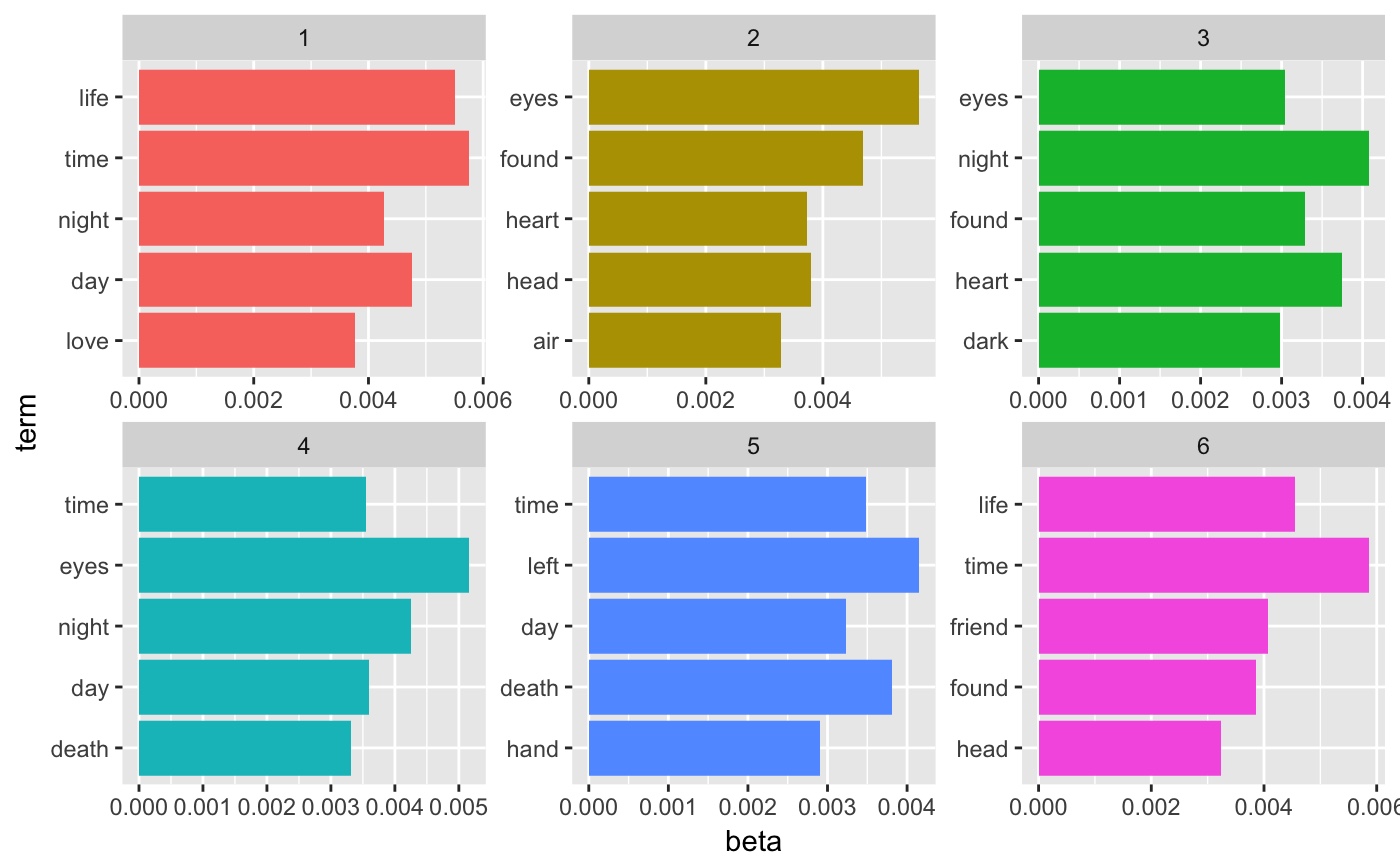 1
life
time
night
day
love
0.000 0.002 0.004 0.006
2
eyes
found
heart
head
air
0.000 0.002 0.004
3
eyes
night
found
heart
dark
0.000 0.001 0.002 0.003 0.004
term
4
time
eyes
night
day
death
0.000 0.001 0.002 0.003 0.004 0.005
5
time
left
day
death
hand
0.000 0.001 0.002 0.003 0.004
6
life
time
friend
found
head
0.000 0.002 0.004 0.006
beta